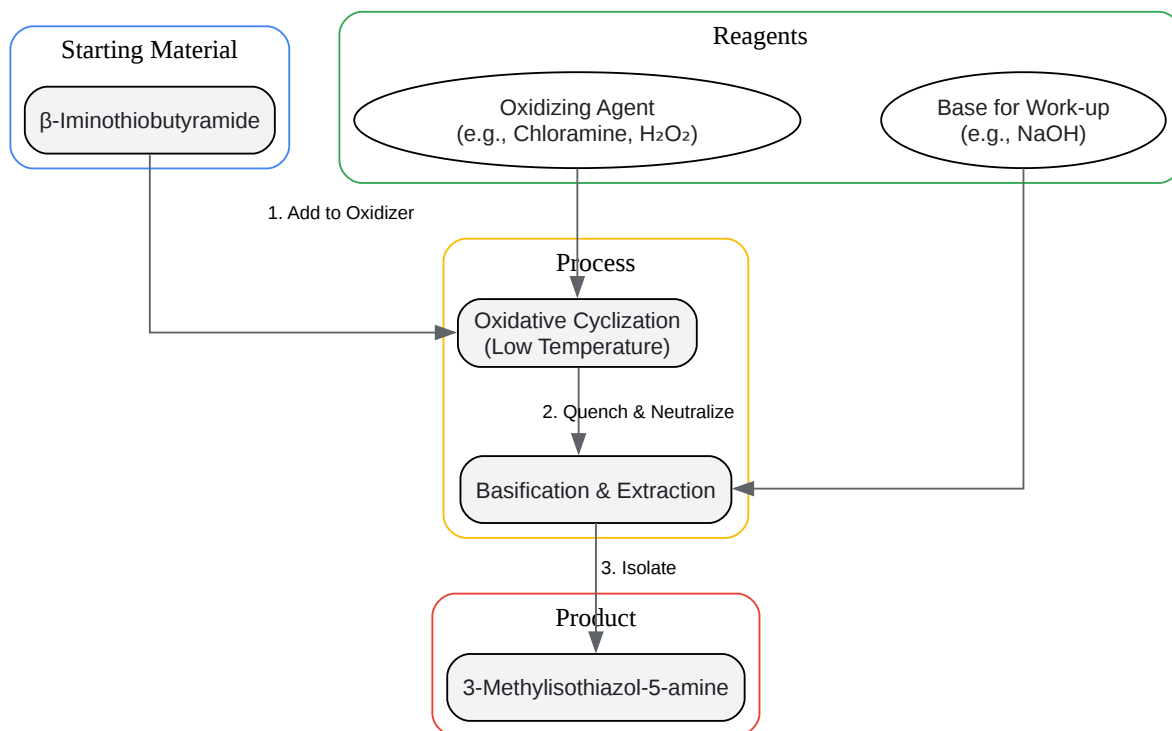 Starting Material
β-Iminothiobutyramide
Reagents
Oxidizing Agent
(e.g., Chloramine, H₂O₂)
Base for Work-up
(e.g., NaOH)
1. Add to Oxidizer
Process
Oxidative Cyclization
(Low Temperature)
2. Quench & Neutralize
Basification & Extraction
3. Isolate
Product
3-Methylisothiazol-5-amine